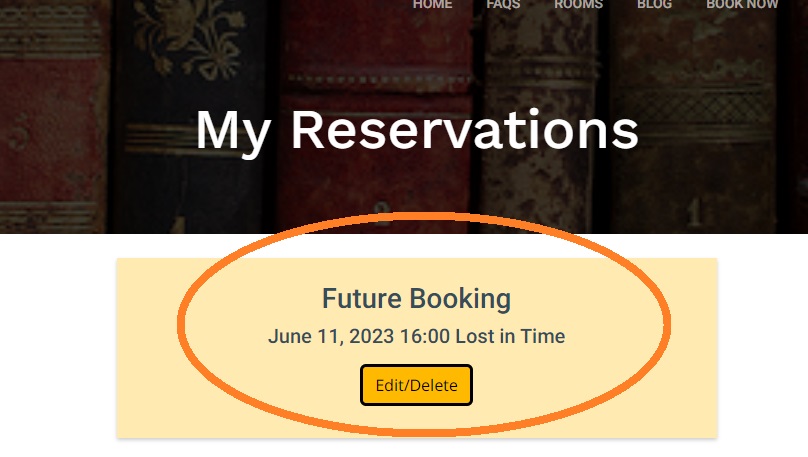 HOME FAQS ROOMS BLOG BOOK NOW
My Reservations
Future Booking
June 11, 2023 16:00 Lost in Time
Edit/Delete